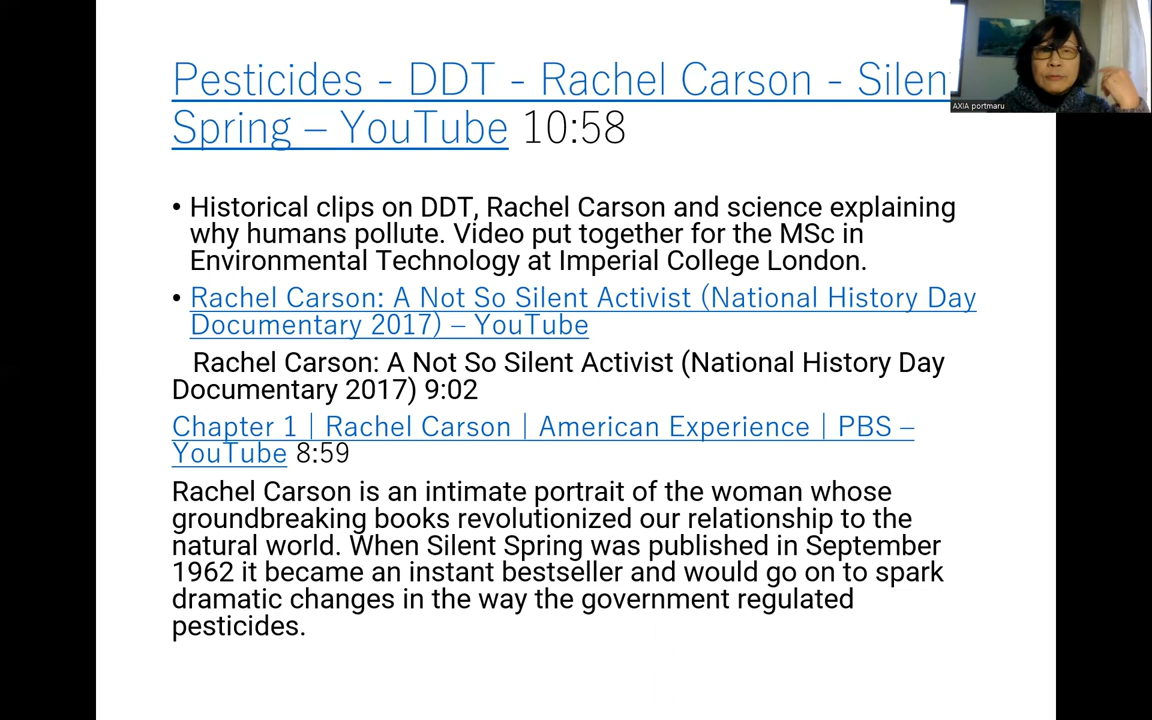 Pesticides - DDT - Rachel Carson - Silen
Spring – YouTube 10:58
AXIA portmaru
• Historical clips on DDT, Rachel Carson and science explaining
why humans pollute. Video put together for the MSc in
Environmental Technology at Imperial College London.
• Rachel Carson: A Not So Silent Activist (National History Day
Documentary 2017) – YouTube
Rachel Carson: A Not So Silent Activist (National History Day
Documentary 2017) 9:02
Chapter 1 | Rachel Carson | American Experience | PBS –
YouTube 8:59
Rachel Carson is an intimate portrait of the woman whose
groundbreaking books revolutionized our relationship to the
natural world. When Silent Spring was published in September
1962 it became an instant bestseller and would go on to spark
dramatic changes in the way the government regulated
pesticides.